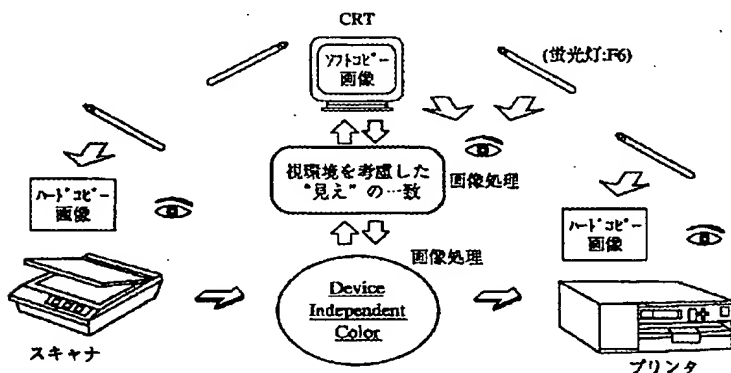 CRT
ソフトコピー
画像
(蛍光灯:F6)
視環境を考慮した
“見え”の一致
画像処理
ハードコピー
画像
ハードコピー
画像
画像処理
Device
Independent
Color
スキャナ
プリンタ